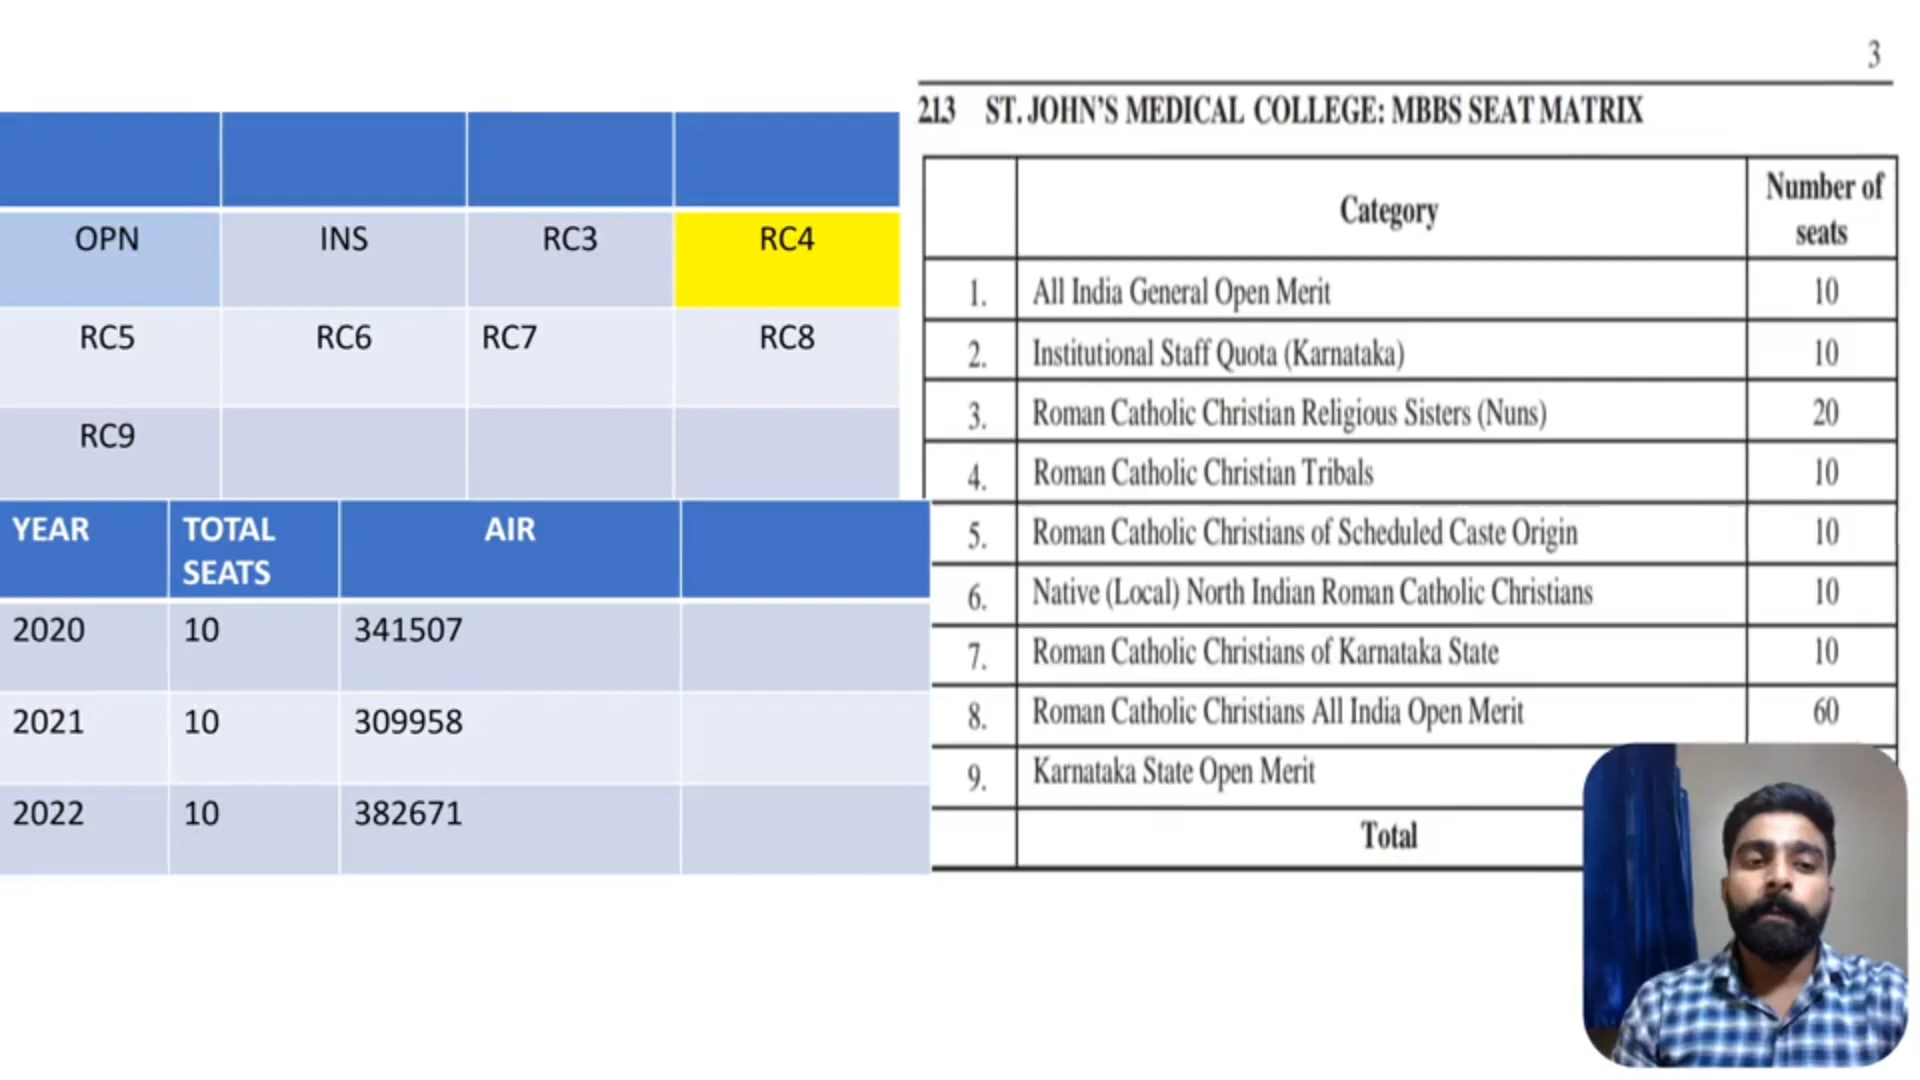 3
2.1.3 ST. JOHN'S MEDICAL COLLEGE: MBBS SEAT MATRIX
OPN INS RC3 RC4
RC5 RC6 RC7 RC8
RC9
YEAR TOTAL SEATS AIR
2020 10 341507
2021 10 309958
2022 10 382671
Category Number of seats
1. All India General Open Merit 10
2. Institutional Staff Quota (Karnataka) 10
3. Roman Catholic Christian Religious Sisters (Nuns) 20
4. Roman Catholic Christian Tribals 10
5. Roman Catholic Christians of Scheduled Caste Origin 10
6. Native (Local) North Indian Roman Catholic Christians 10
7. Roman Catholic Christians of Karnataka State 10
8. Roman Catholic Christians All India Open Merit 60
9. Karnataka State Open Merit
Total